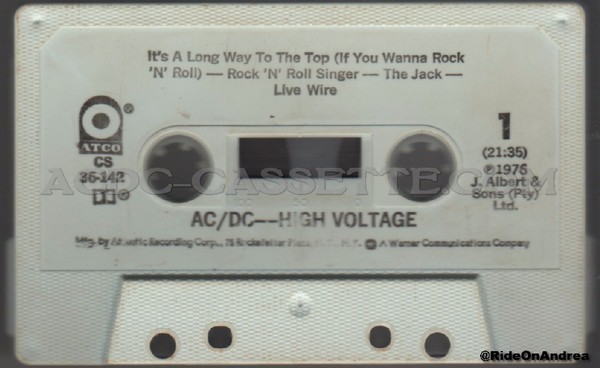 It's A Long Way To The Top (If You Wanna Rock
'N' Roll) — Rock 'N' Roll Singer — The Jack —
Live Wire
ATCO®
CS
36-142
1
(21:35)
℗1976
J. Albert &
Sons (Pty)
Ltd.
AC-DC-CASSETTE.COM
AC/DC--HIGH VOLTAGE
Mfg. by Atlantic Recording Corp., 75 Rockefeller Plaza, N.Y., N.Y. A Warner Communications Company
@RideOnAndrea